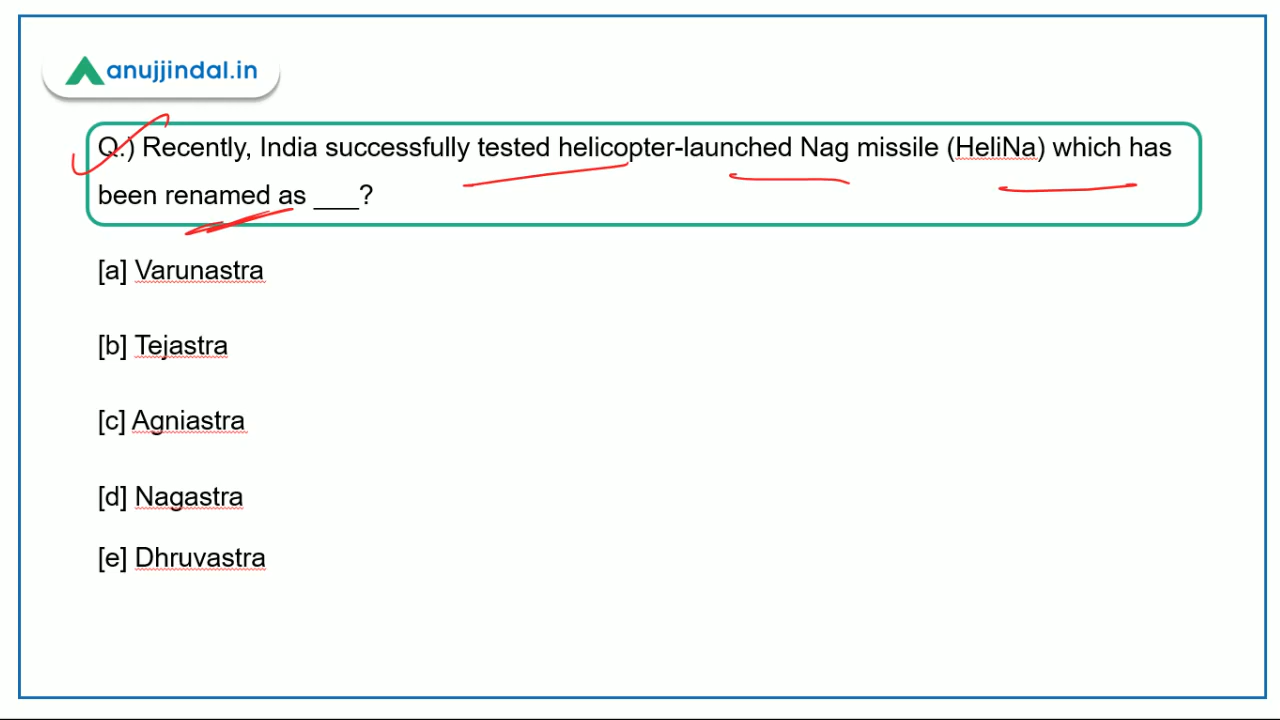 anujjindal.in
Q.) Recently, India successfully tested helicopter-launched Nag missile (HeliNa) which has
been renamed as ___?
[a] Varunastra
[b] Tejastra
[c] Agniastra
[d] Nagastra
[e] Dhruvastra